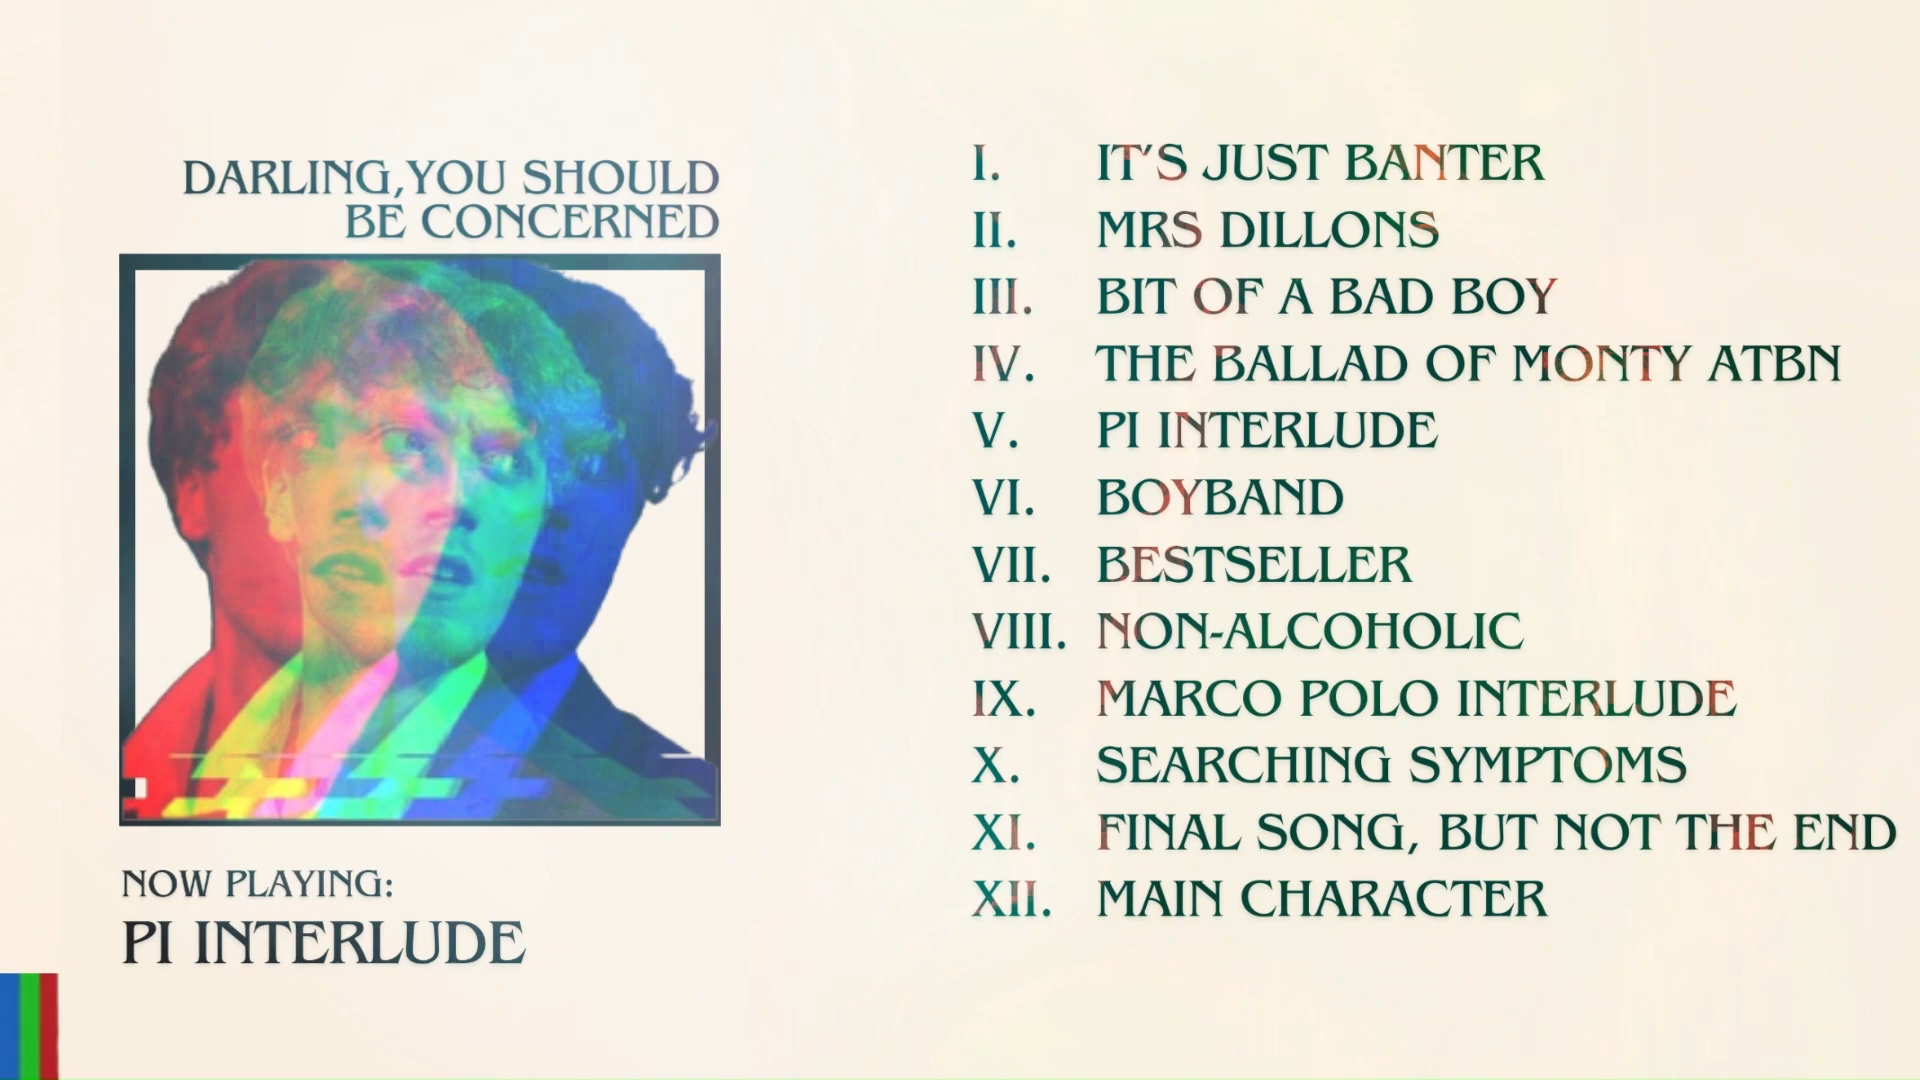 DARLING,YOU SHOULD
BE CONCERNED
NOW PLAYING:
PI INTERLUDE
I. IT'S JUST BANTER
II. MRS DILLONS
III. BIT OF A BAD BOY
IV. THE BALLAD OF MONTY ATBN
V. PI INTERLUDE
VI. BOYBAND
VII. BESTSELLER
VIII. NON-ALCOHOLIC
IX. MARCO POLO INTERLUDE
X. SEARCHING SYMPTOMS
XI. FINAL SONG, BUT NOT THE END
XII. MAIN CHARACTER